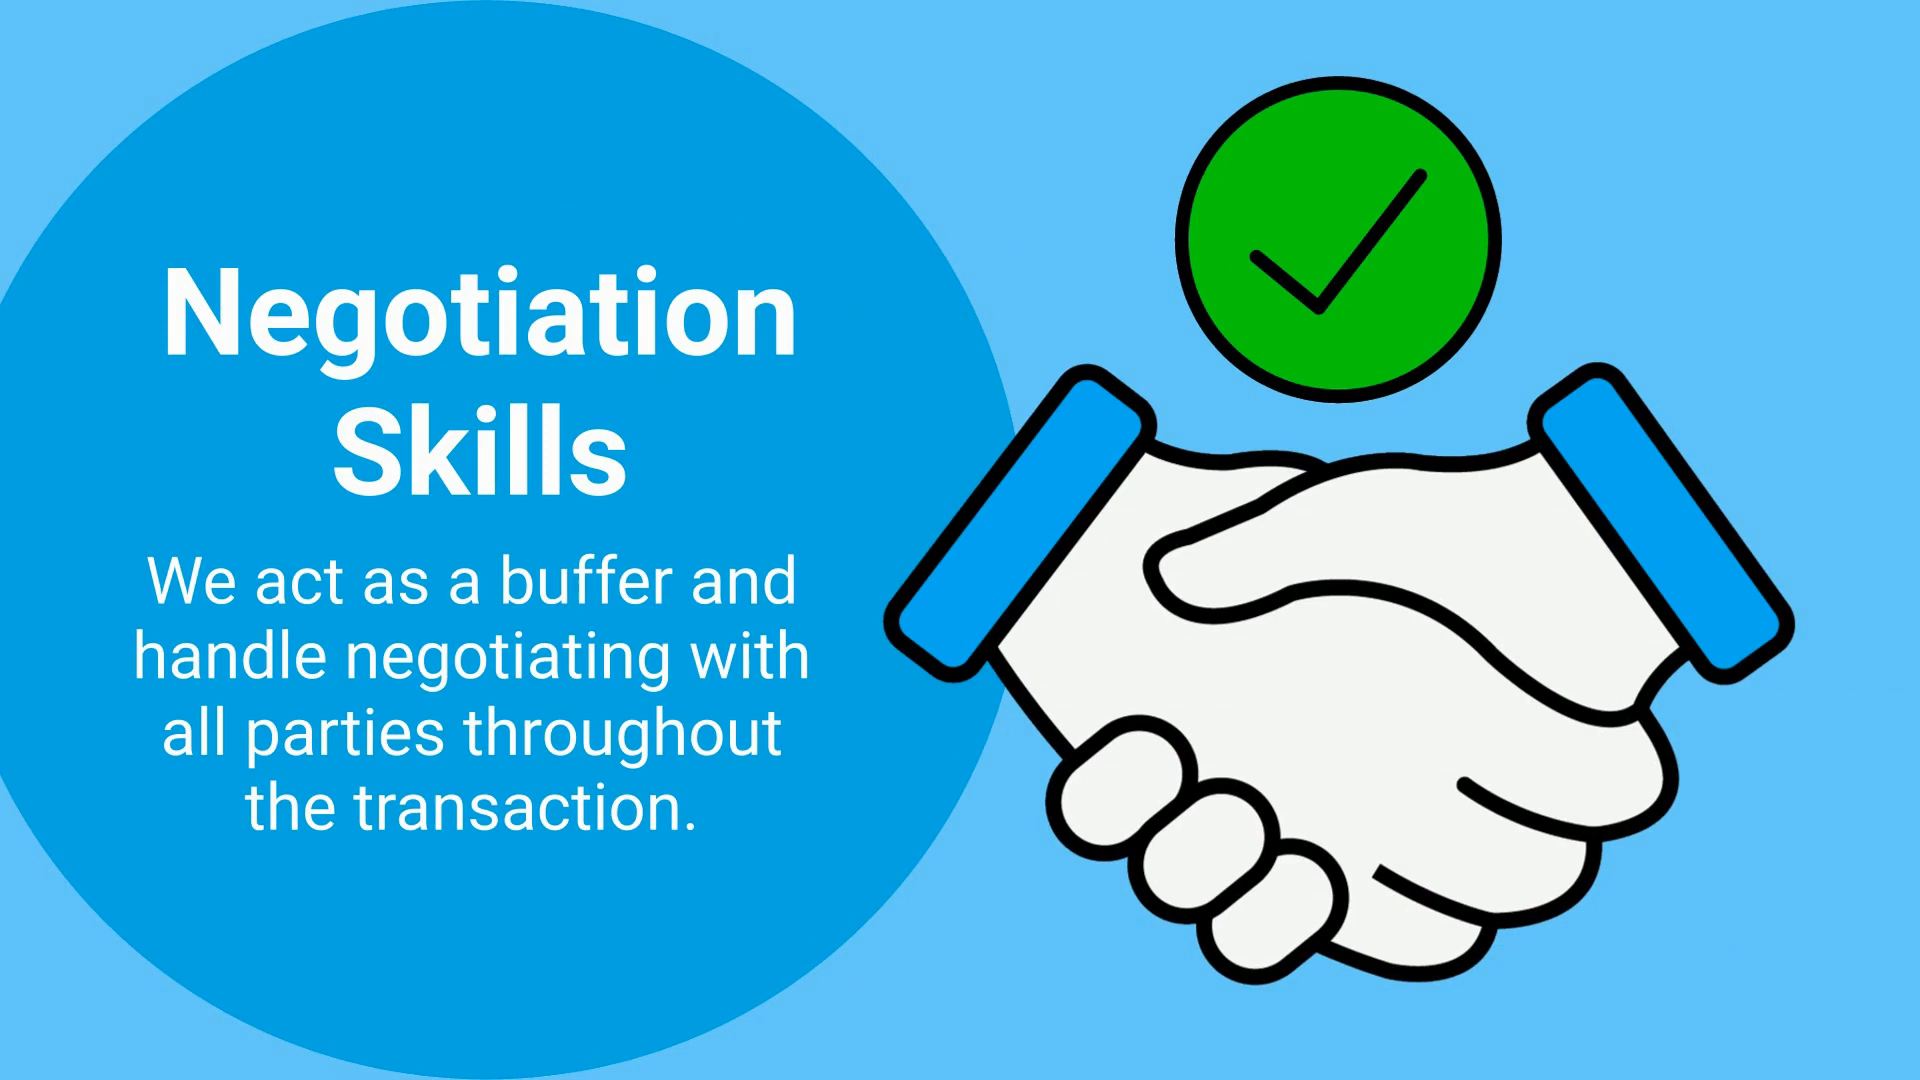 Negotiation
Skills
We act as a buffer and
handle negotiating with
all parties throughout
the transaction.